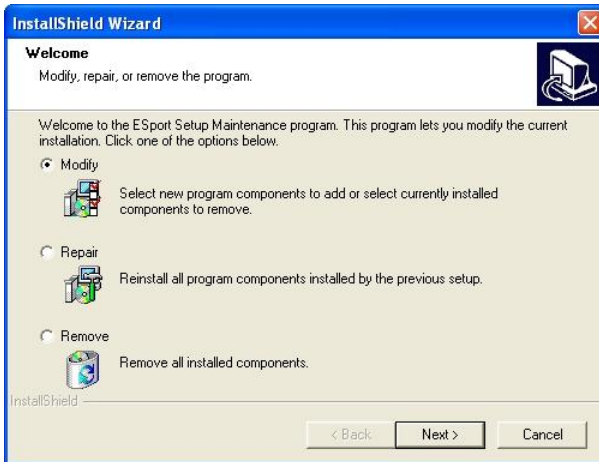 InstallShield Wizard
Welcome
Modify, repair, or remove the program.
Welcome to the ESport Setup Maintenance program. This program lets you modify the current
installation. Click one of the options below.
Modify
Select new program components to add or select currently installed
components to remove.
Repair
Reinstall all program components installed by the previous setup.
Remove
Remove all installed components.
InstallShield
< Back
Next >
Cancel